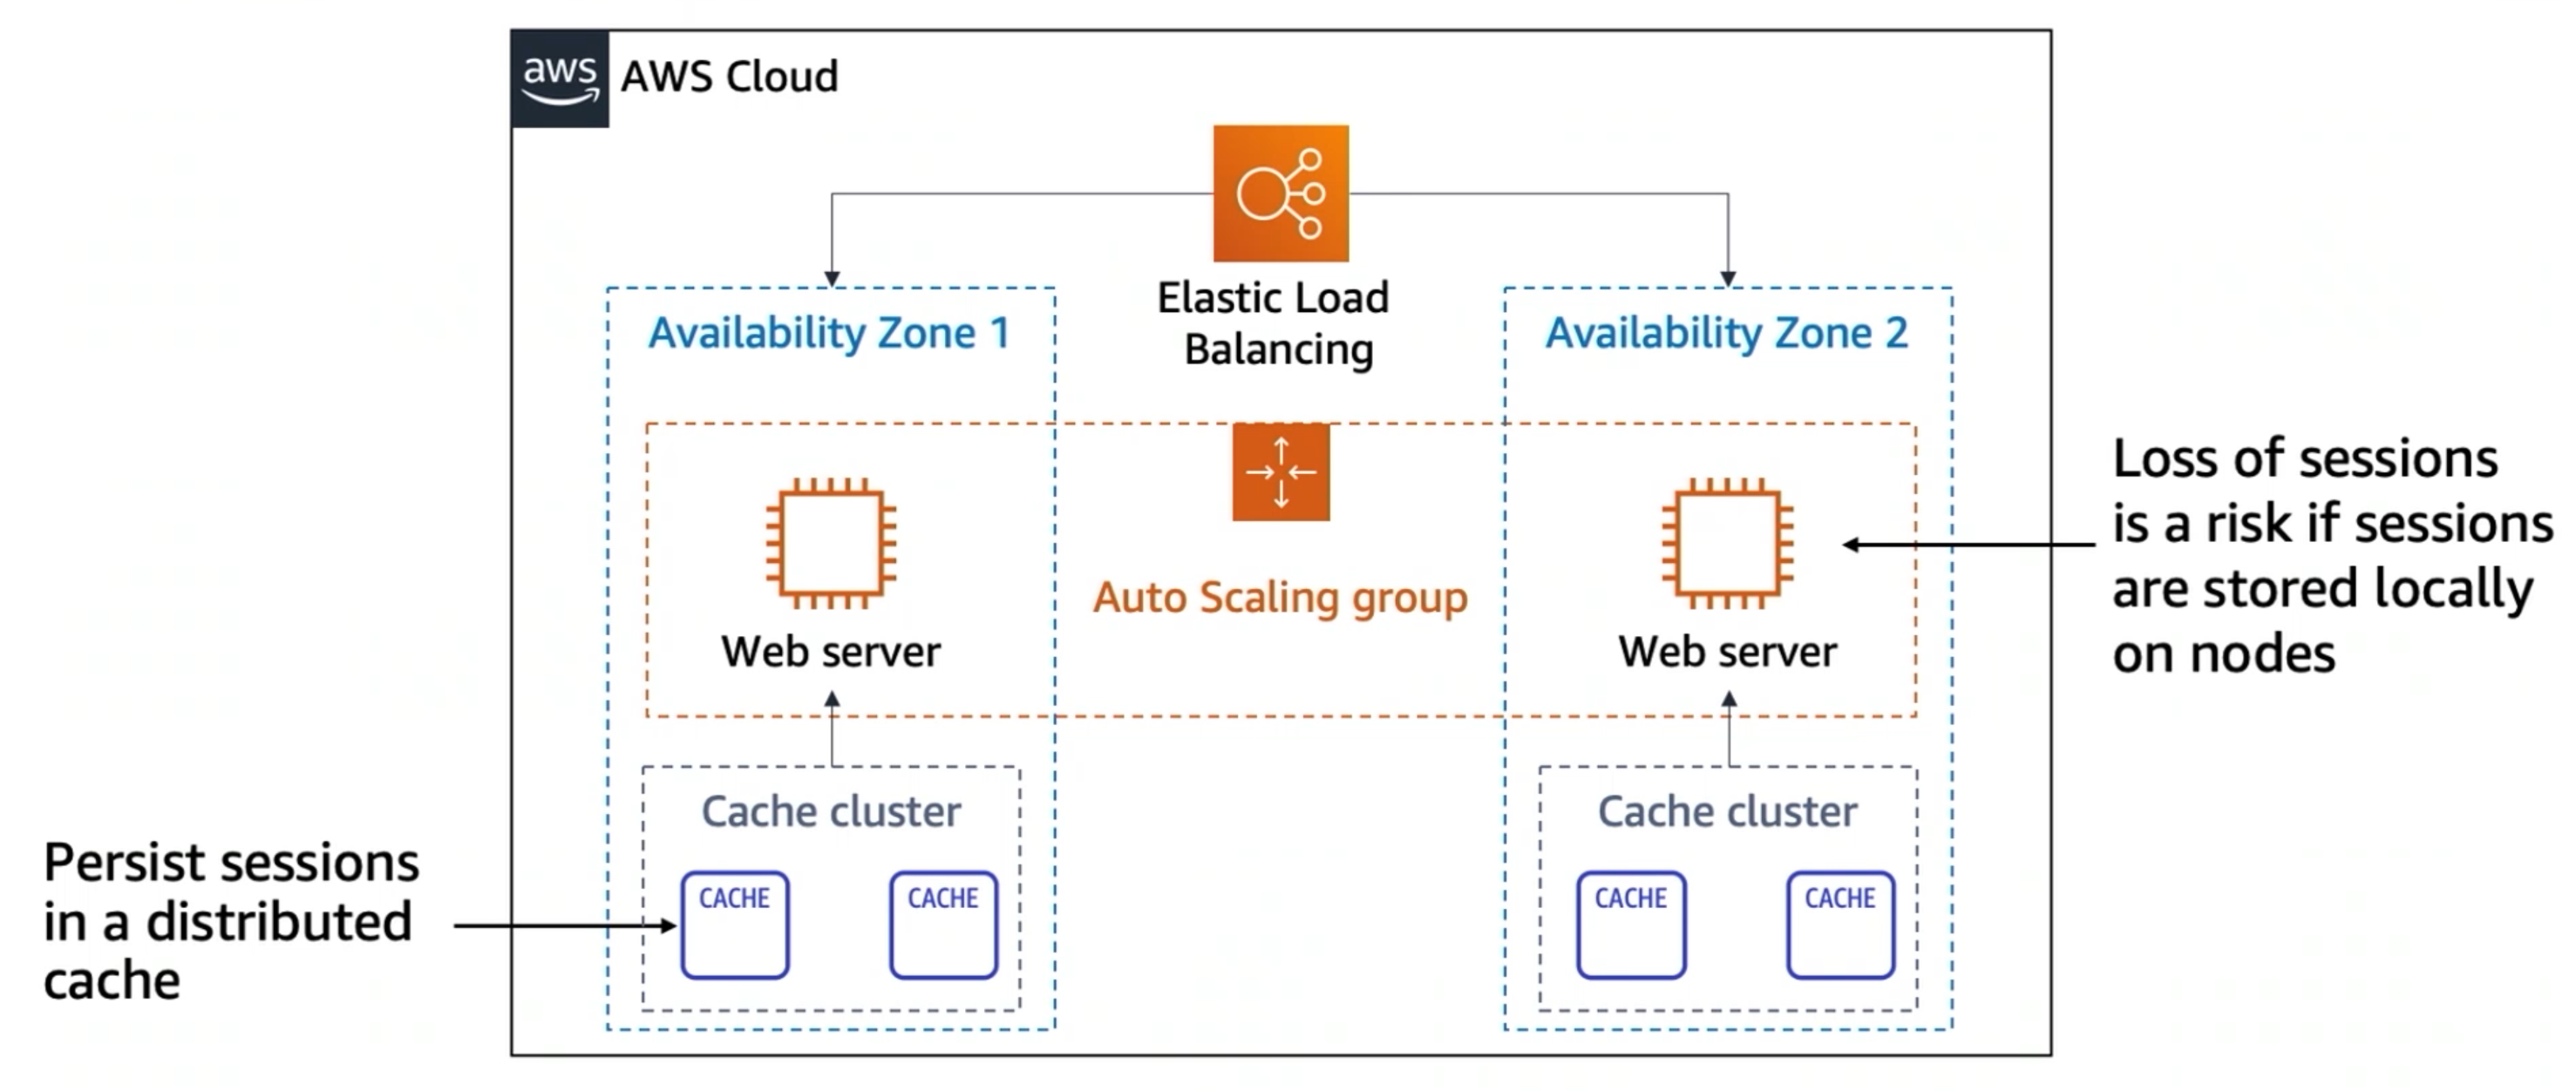 aws
AWS Cloud
Elastic Load
Balancing
Availability Zone 1
Availability Zone 2
Auto Scaling group
Web server
Web server
Loss of sessions
is a risk if sessions
are stored locally
on nodes
Cache cluster
CACHE
CACHE
Cache cluster
CACHE
CACHE
Persist sessions
in a distributed
cache